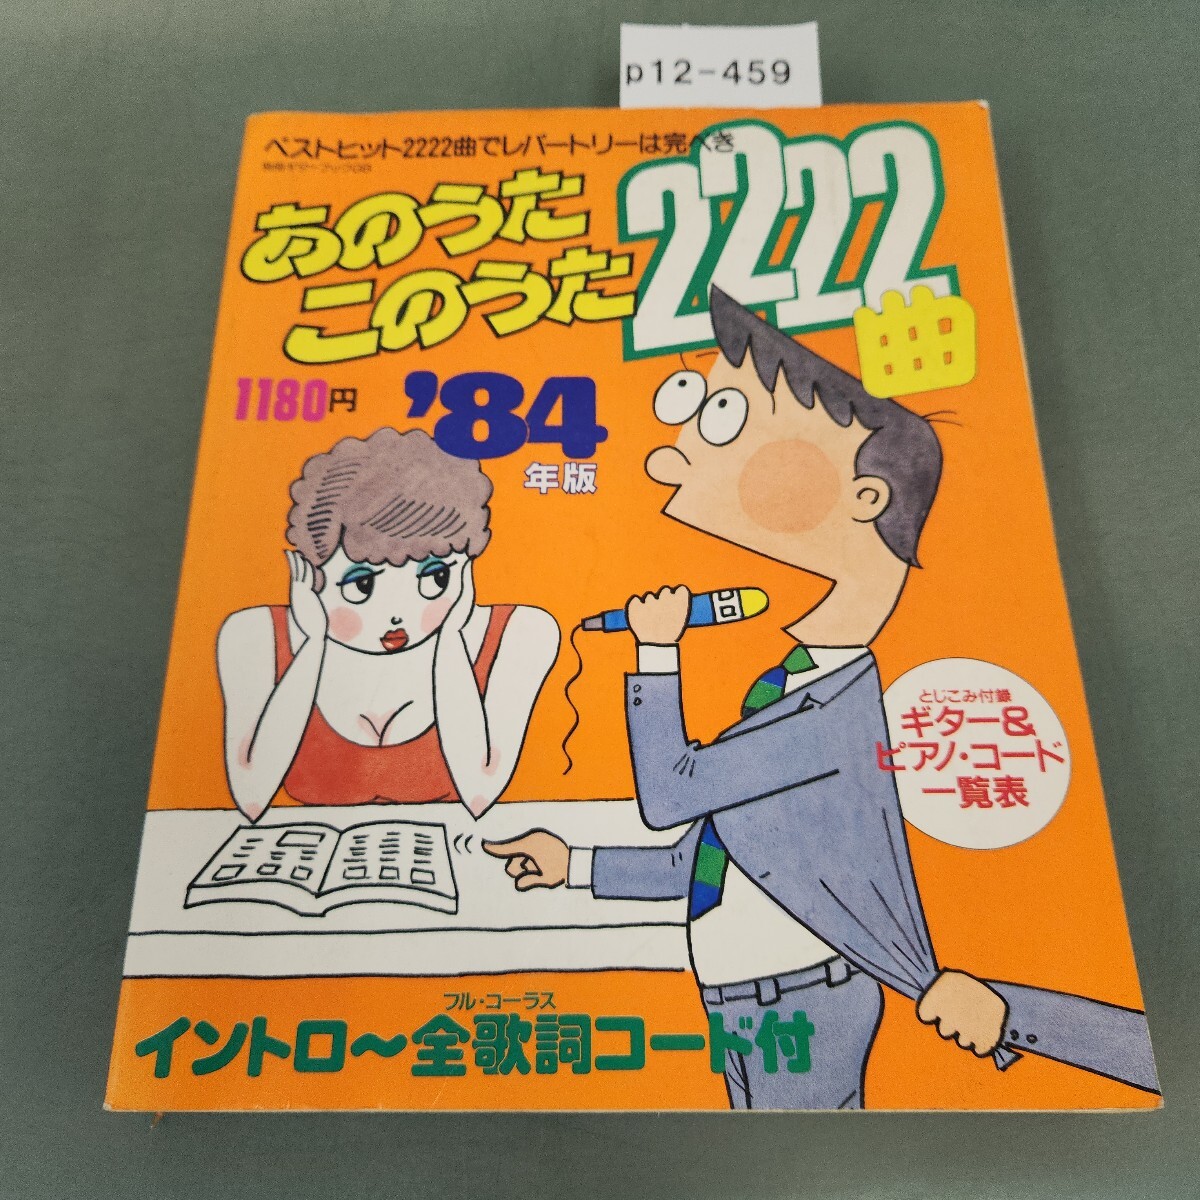 p12-459
ベストヒット2222曲でレパートリーは完ぺき
あのうた
このうた
2222
曲
1180円
'84
年版
とじこみ付録
ギター&
ピアノ・コード
一覧表
フル・コーラス
イントロ〜全歌詞コード付